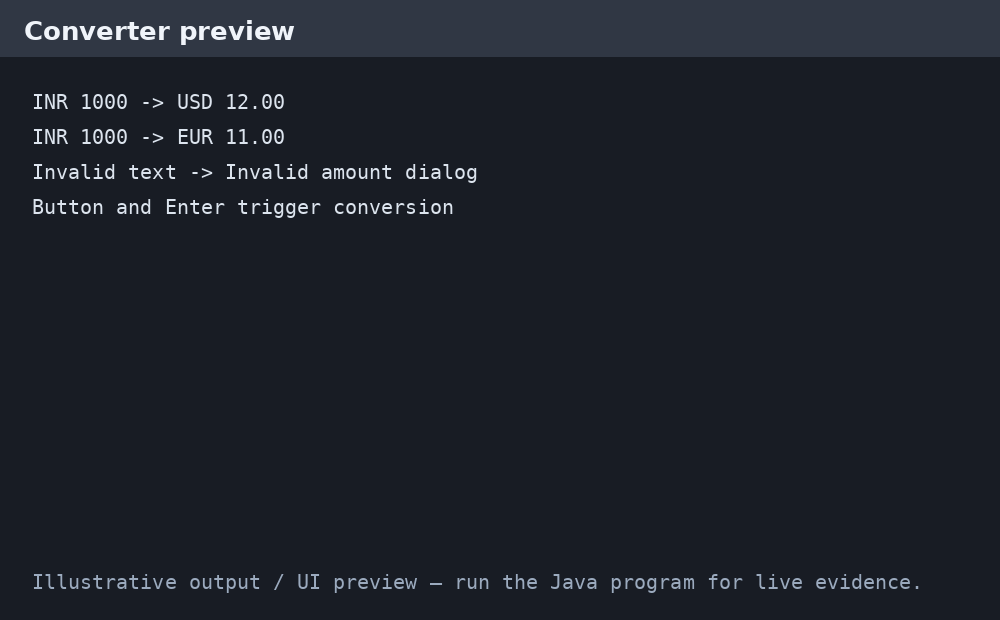 Converter preview
INR 1000 -> USD 12.00
INR 1000 -> EUR 11.00
Invalid text -> Invalid amount dialog
Button and Enter trigger conversion
Illustrative output / UI preview — run the Java program for live evidence.